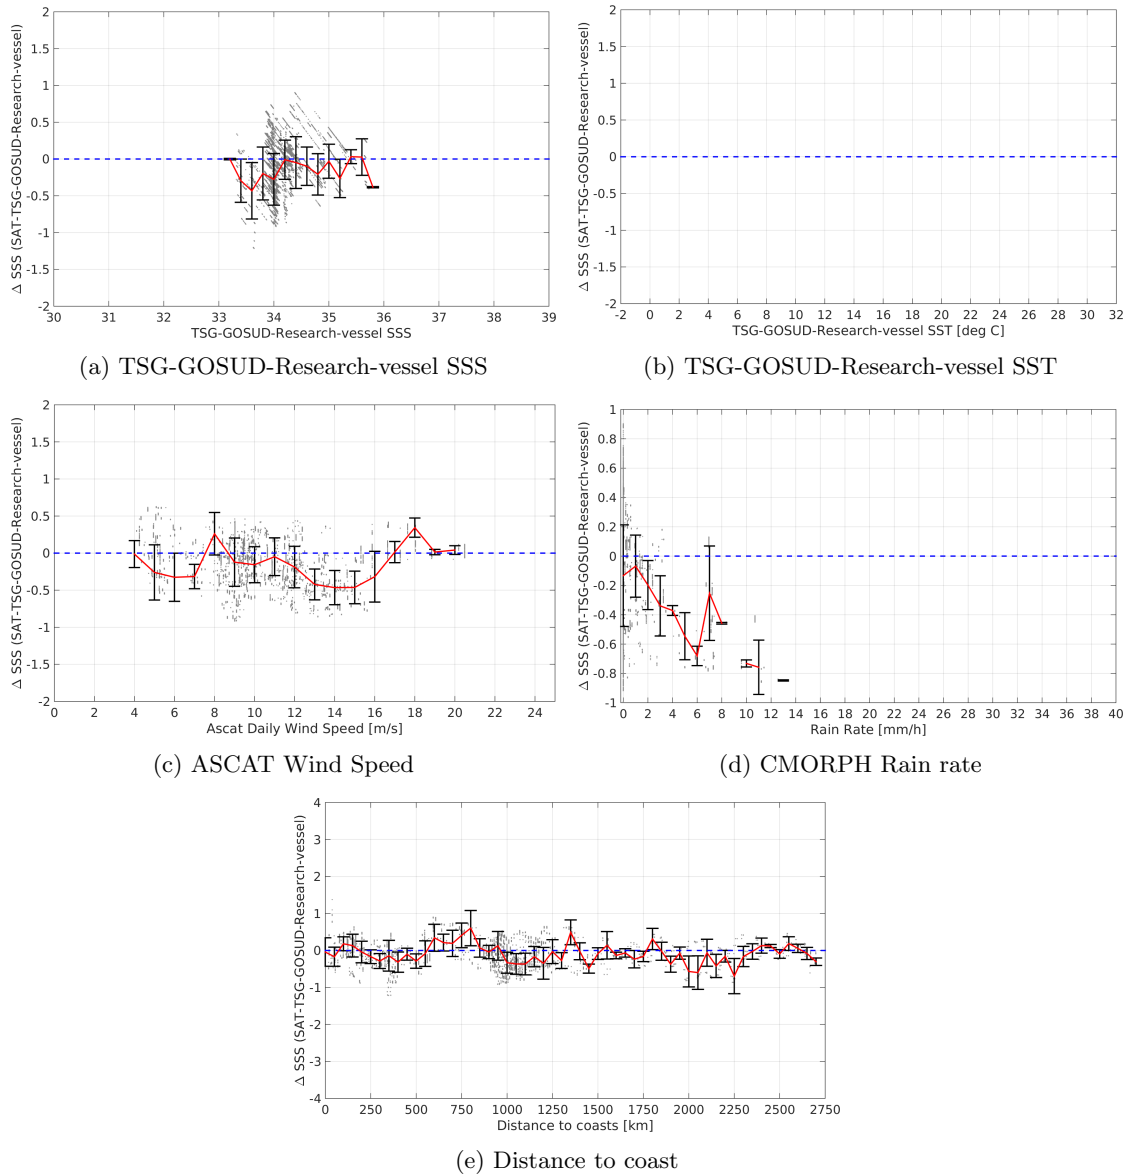 Δ SSS (SAT-TSG-GOSUD-Research-vessel)
2
1.5
1
0.5
0
-0.5
-1
-1.5
-2
30 31 32 33 34 35 36 37 38 39
TSG-GOSUD-Research-vessel SSS
(a) TSG-GOSUD-Research-vessel SSS
Δ SSS (SAT-TSG-GOSUD-Research-vessel)
2
1.5
1
0.5
0
-0.5
-1
-1.5
-2
-2 0 2 4 6 8 10 12 14 16 18 20 22 24 26 28 30 32
TSG-GOSUD-Research-vessel SST [deg C]
(b) TSG-GOSUD-Research-vessel SST
Δ SSS (SAT-TSG-GOSUD-Research-vessel)
2
1.5
1
0.5
0
-0.5
-1
-1.5
-2
0 2 4 6 8 10 12 14 16 18 20 22 24
Ascat Daily Wind Speed [m/s]
(c) ASCAT Wind Speed
Δ SSS (SAT-TSG-GOSUD-Research-vessel)
1
0.8
0.6
0.4
0.2
0
-0.2
-0.4
-0.6
-0.8
-1
0 2 4 6 8 10 12 14 16 18 20 22 24 26 28 30 32 34 36 38 40
Rain Rate [mm/h]
(d) CMORPH Rain rate
Δ SSS (SAT-TSG-GOSUD-Research-vessel)
4
3
2
1
0
-1
-2
-3
-4
0 250 500 750 1000 1250 1500 1750 2000 2250 2500 2750
Distance to coasts [km]
(e) Distance to coast